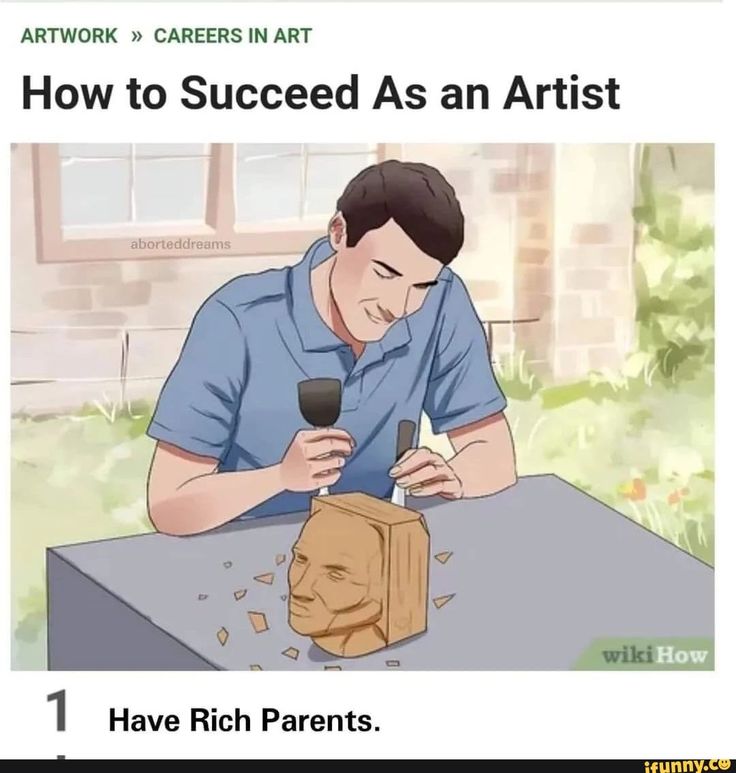 ARTWORK » CAREERS IN ART
How to Succeed As an Artist
aborteddreams
wikiHow
1 Have Rich Parents.
ifunny.co